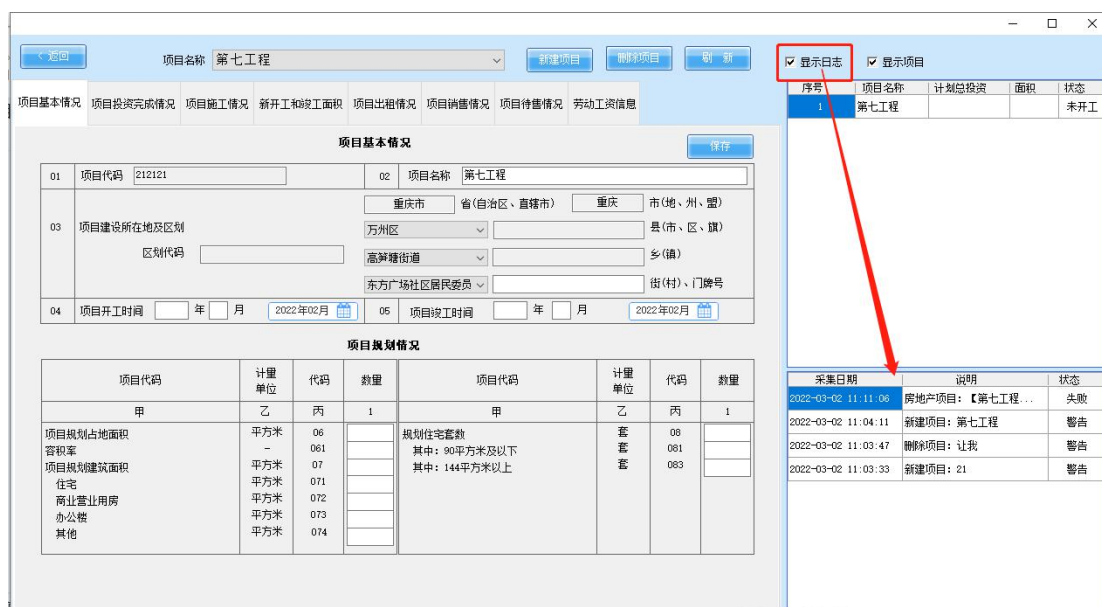 < 返回
项目名称 第七工程
新建项目 删除项目 刷 新
显示日志 显示项目
项目基本情况 项目投资完成情况 项目施工情况 新开工和竣工面积 项目出租情况 项目销售情况 项目待售情况 劳动工资信息
项目基本情况
保存
01 项目代码 212121 02 项目名称 第七工程
03 项目建设所在地及区划
区划代码
重庆市 省(自治区、直辖市) 重庆 市(地、州、盟)
万州区 县(市、区、旗)
高笋塘街道 乡(镇)
东方广场社区居民委员 街(村)、门牌号
04 项目开工时间 年 月 2022年02月 05 项目竣工时间 年 月 2022年02月
项目规划情况
项目代码 计量单位 代码 数量 项目代码 计量单位 代码 数量
甲 乙 丙 1 甲 乙 丙 1
项目规划占地面积 平方米 06 规划住宅套数 套 08
容积率 - 061 其中：90平方米及以下 套 081
项目规划建筑面积 平方米 07 其中：144平方米以上 套 083
住宅 平方米 071
商业营业用房 平方米 072
办公楼 平方米 073
其他 平方米 074
序号 项目名称 计划总投资 面积 状态
1 第七工程 未开工
采集日期 说明 状态
2022-03-02 11:11:06 房地产项目：【第七工程... 失败
2022-03-02 11:04:11 新建项目：第七工程 警告
2022-03-02 11:03:47 删除项目：让我 警告
2022-03-02 11:03:33 新建项目：21 警告